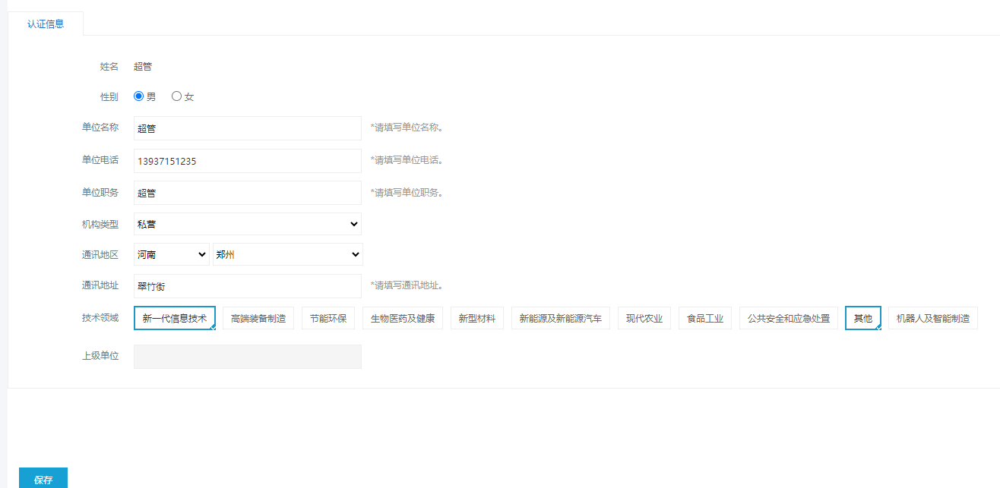 认证信息
姓名 超管
性别 男 女
单位名称 超管 *请填写单位名称。
单位电话 13937151235 *请填写单位电话。
单位职务 超管 *请填写单位职务。
机构类型 私营
通讯地区 河南 郑州
通讯地址 翠竹街 *请填写通讯地址。
技术领域 新一代信息技术 高端装备制造 节能环保 生物医药及健康 新型材料 新能源及新能源汽车 现代农业 食品工业 公共安全和应急处置 其他 机器人及智能制造
上级单位
保存